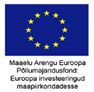 Maaelu Arengu Euroopa
Põllumajandusfond:
Euroopa investeeringud
maapiirkondadesse